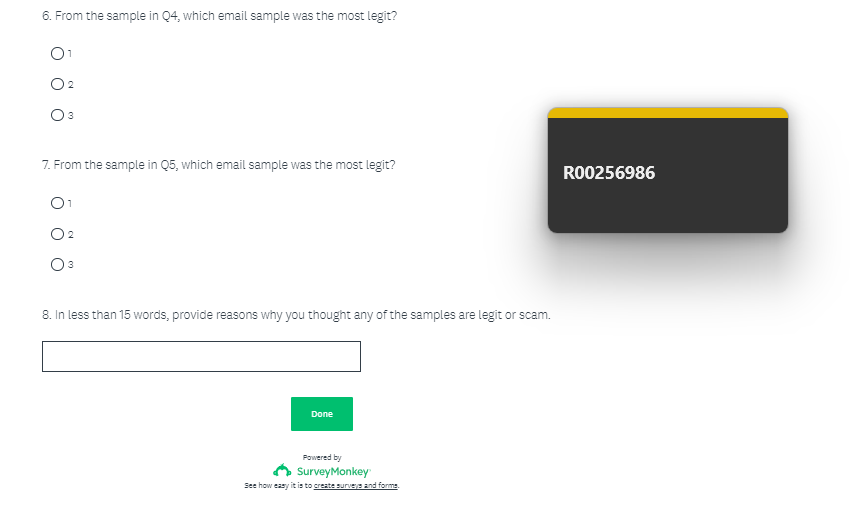 6. From the sample in Q4, which email sample was the most legit?
1
2
3
7. From the sample in Q5, which email sample was the most legit?
1
2
3
R00256986
8. In less than 15 words, provide reasons why you thought any of the samples are legit or scam.
Done
Powered by
SurveyMonkey
See how easy it is to create surveys and forms.